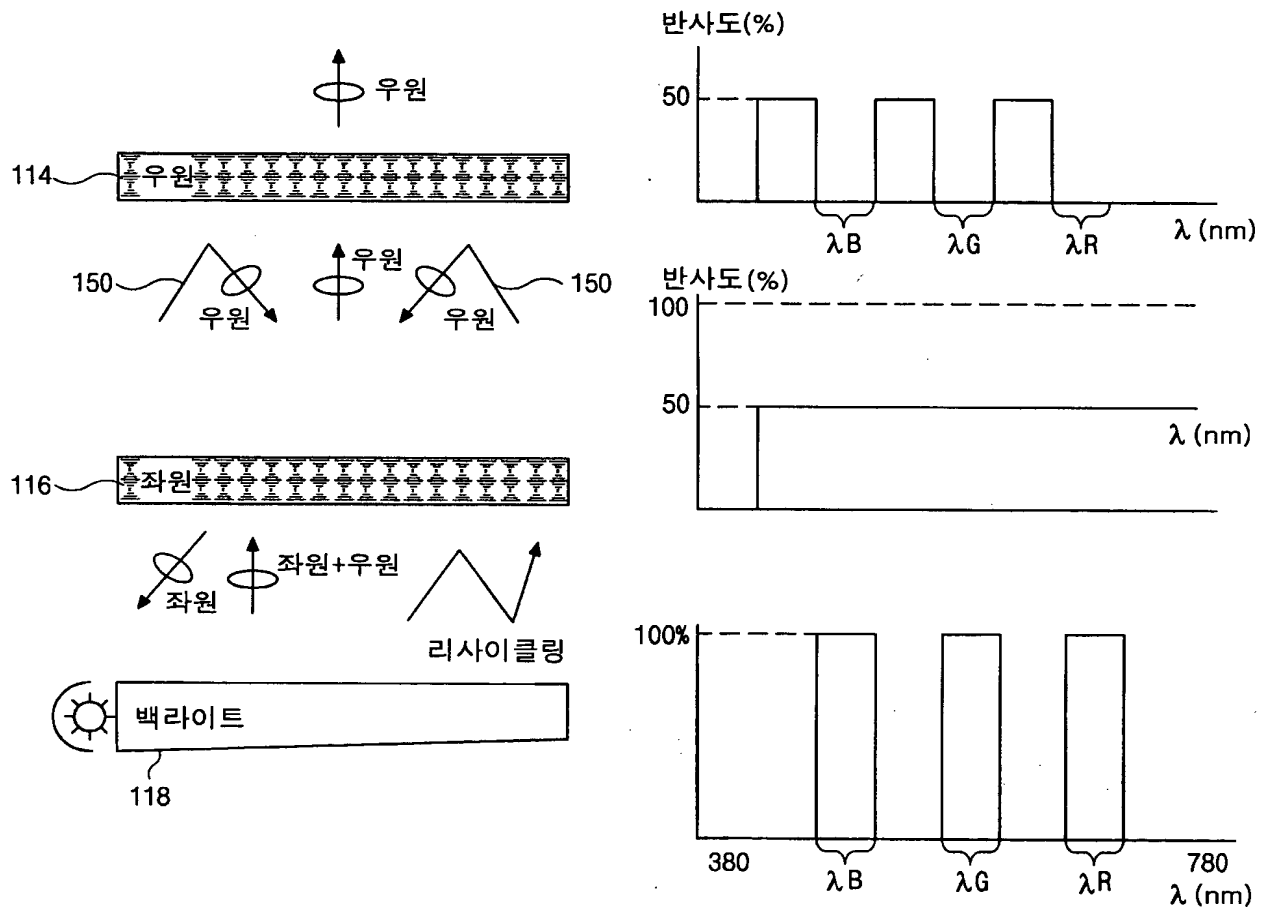 우원
114
우원
150
우원
우원
우원
150
116
좌원
좌원
좌원+우원
리사이클링
백라이트
118
반사도(%)
50
λB
λG
λR
λ (nm)
반사도(%)
100
50
λ (nm)
100%
380
780
λB
λG
λR
λ (nm)